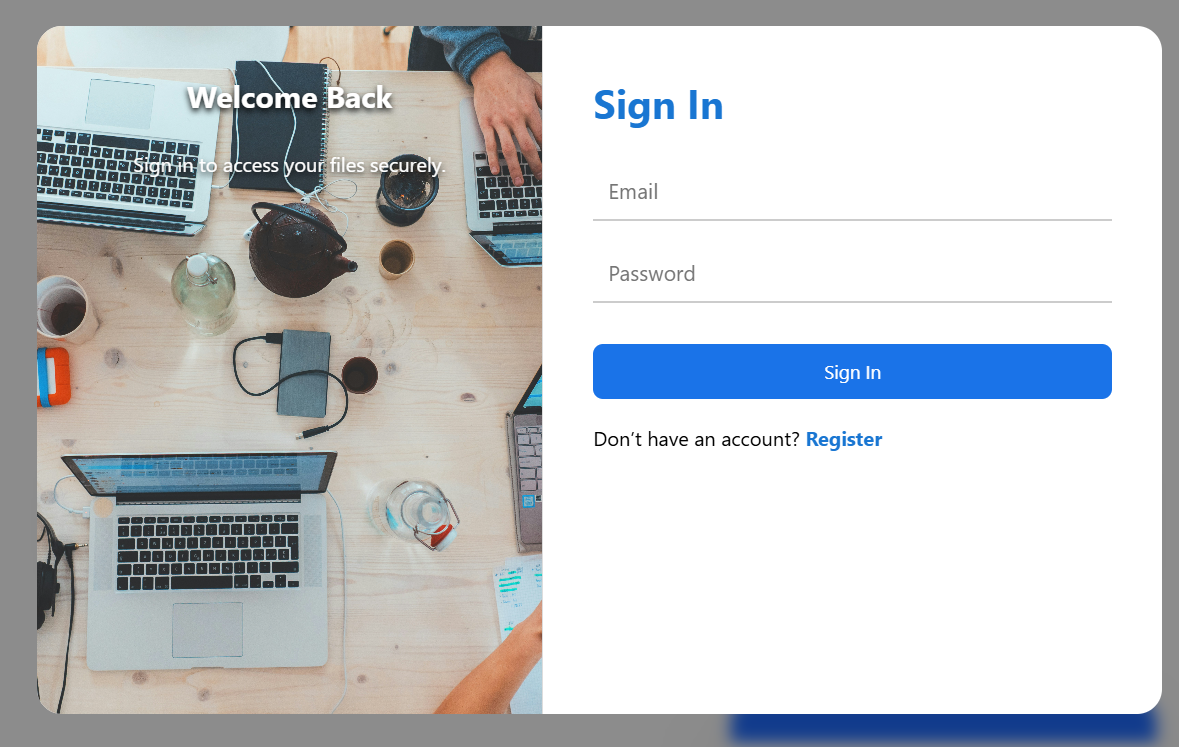 Welcome Back
Sign in to access your files securely.
Sign In
Email
Password
Sign In
Don't have an account? Register